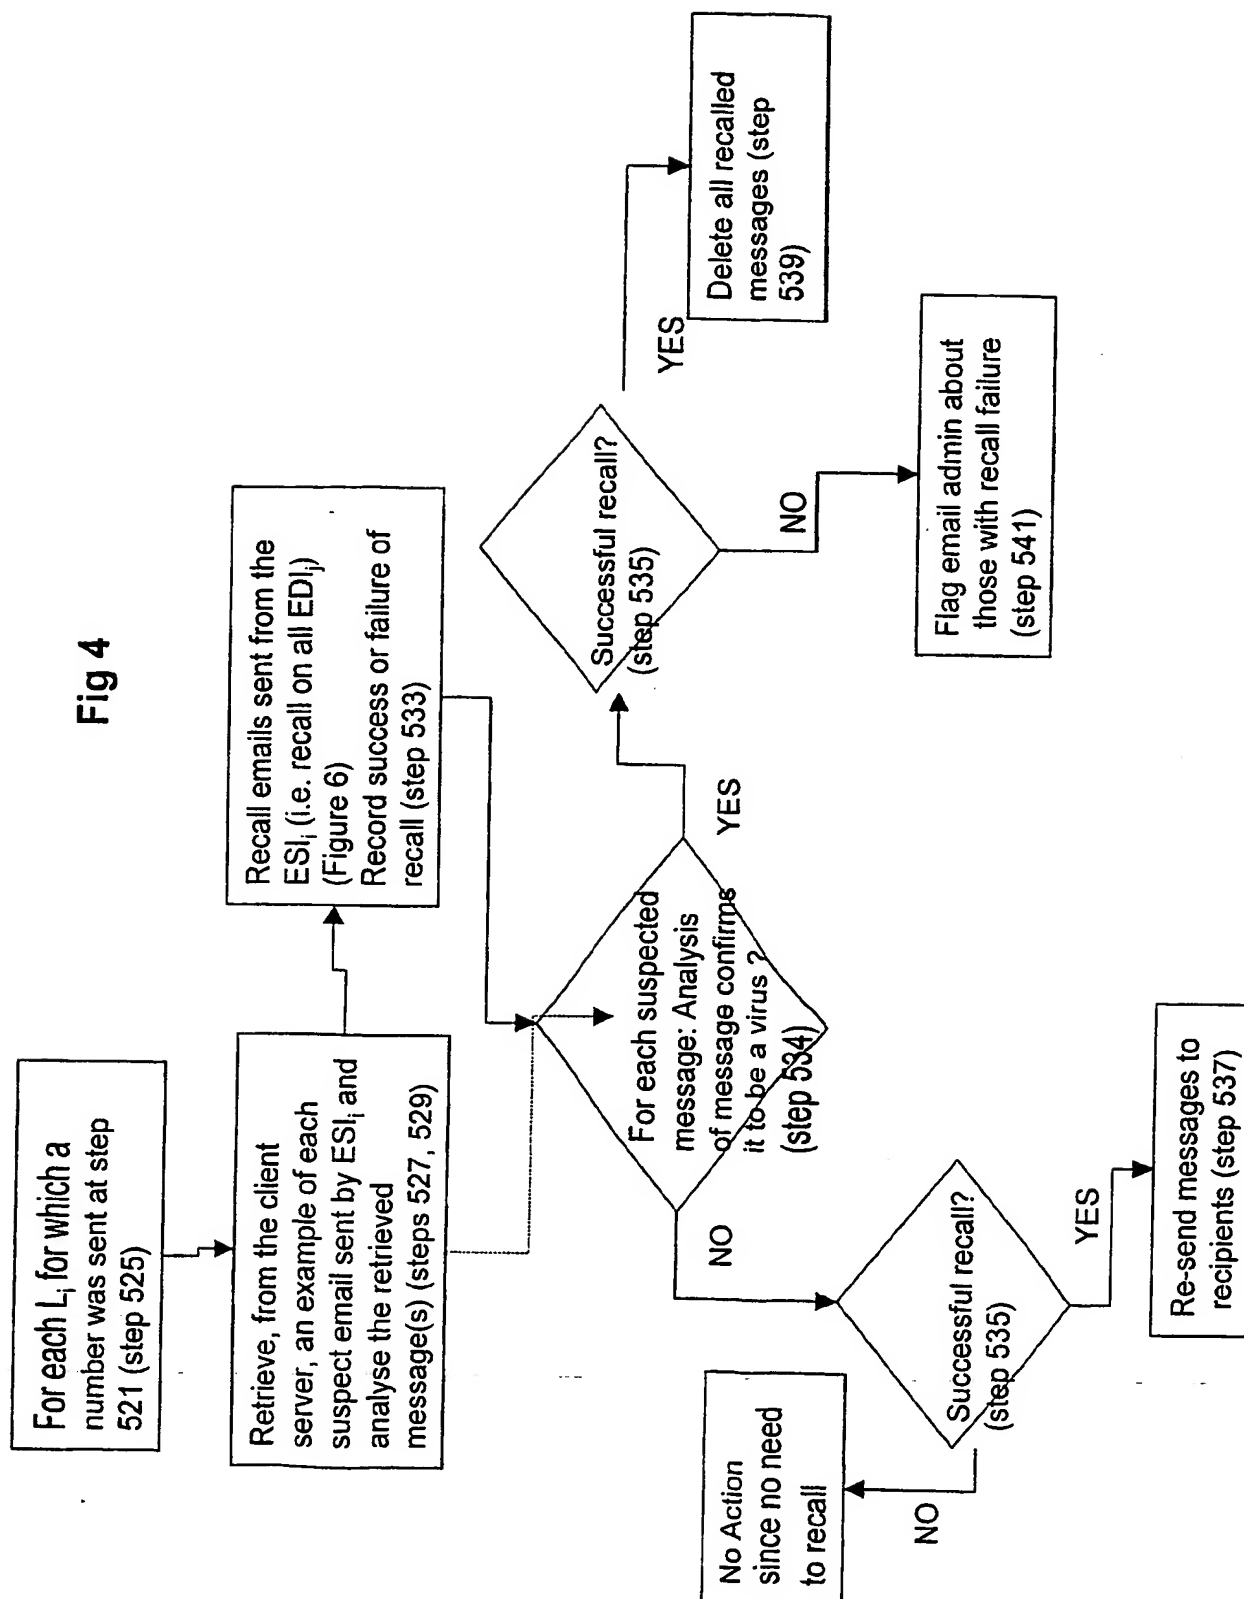 Fig 4
For each Lᵢ for which a
number was sent at step
521 (step 525)
Retrieve, from the client
server, an example of each
suspect email sent by ESIᵢ and
analyse the retrieved
message(s) (steps 527, 529)
Recall emails sent from the
ESIᵢ (i.e. recall on all EDIⱼ)
(Figure 6)
Record success or failure of
recall (step 533)
For each suspected
message: Analysis
of message confirms
it to be a virus ?
(step 534)
NO
YES
Successful recall?
(step 535)
NO
YES
No Action
since no need
to recall
Re-send messages to
recipients (step 537)
Successful recall?
(step 535)
NO
YES
Flag email admin about
those with recall failure
(step 541)
Delete all recalled
messages (step
539)